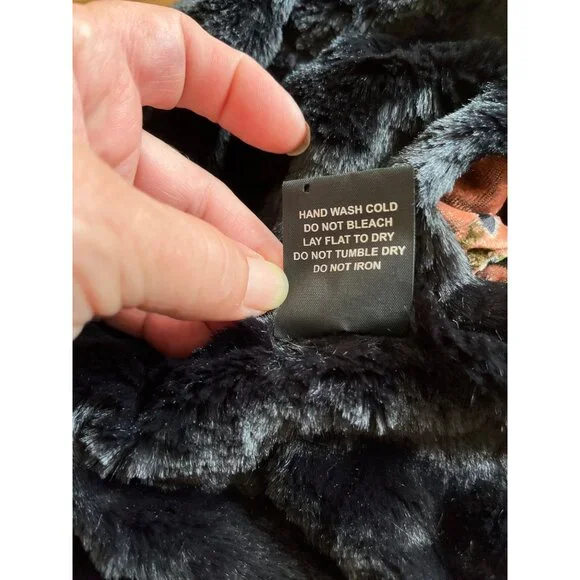 HAND WASH COLD
DO NOT BLEACH
LAY FLAT TO DRY
DO NOT TUMBLE DRY
DO NOT IRON